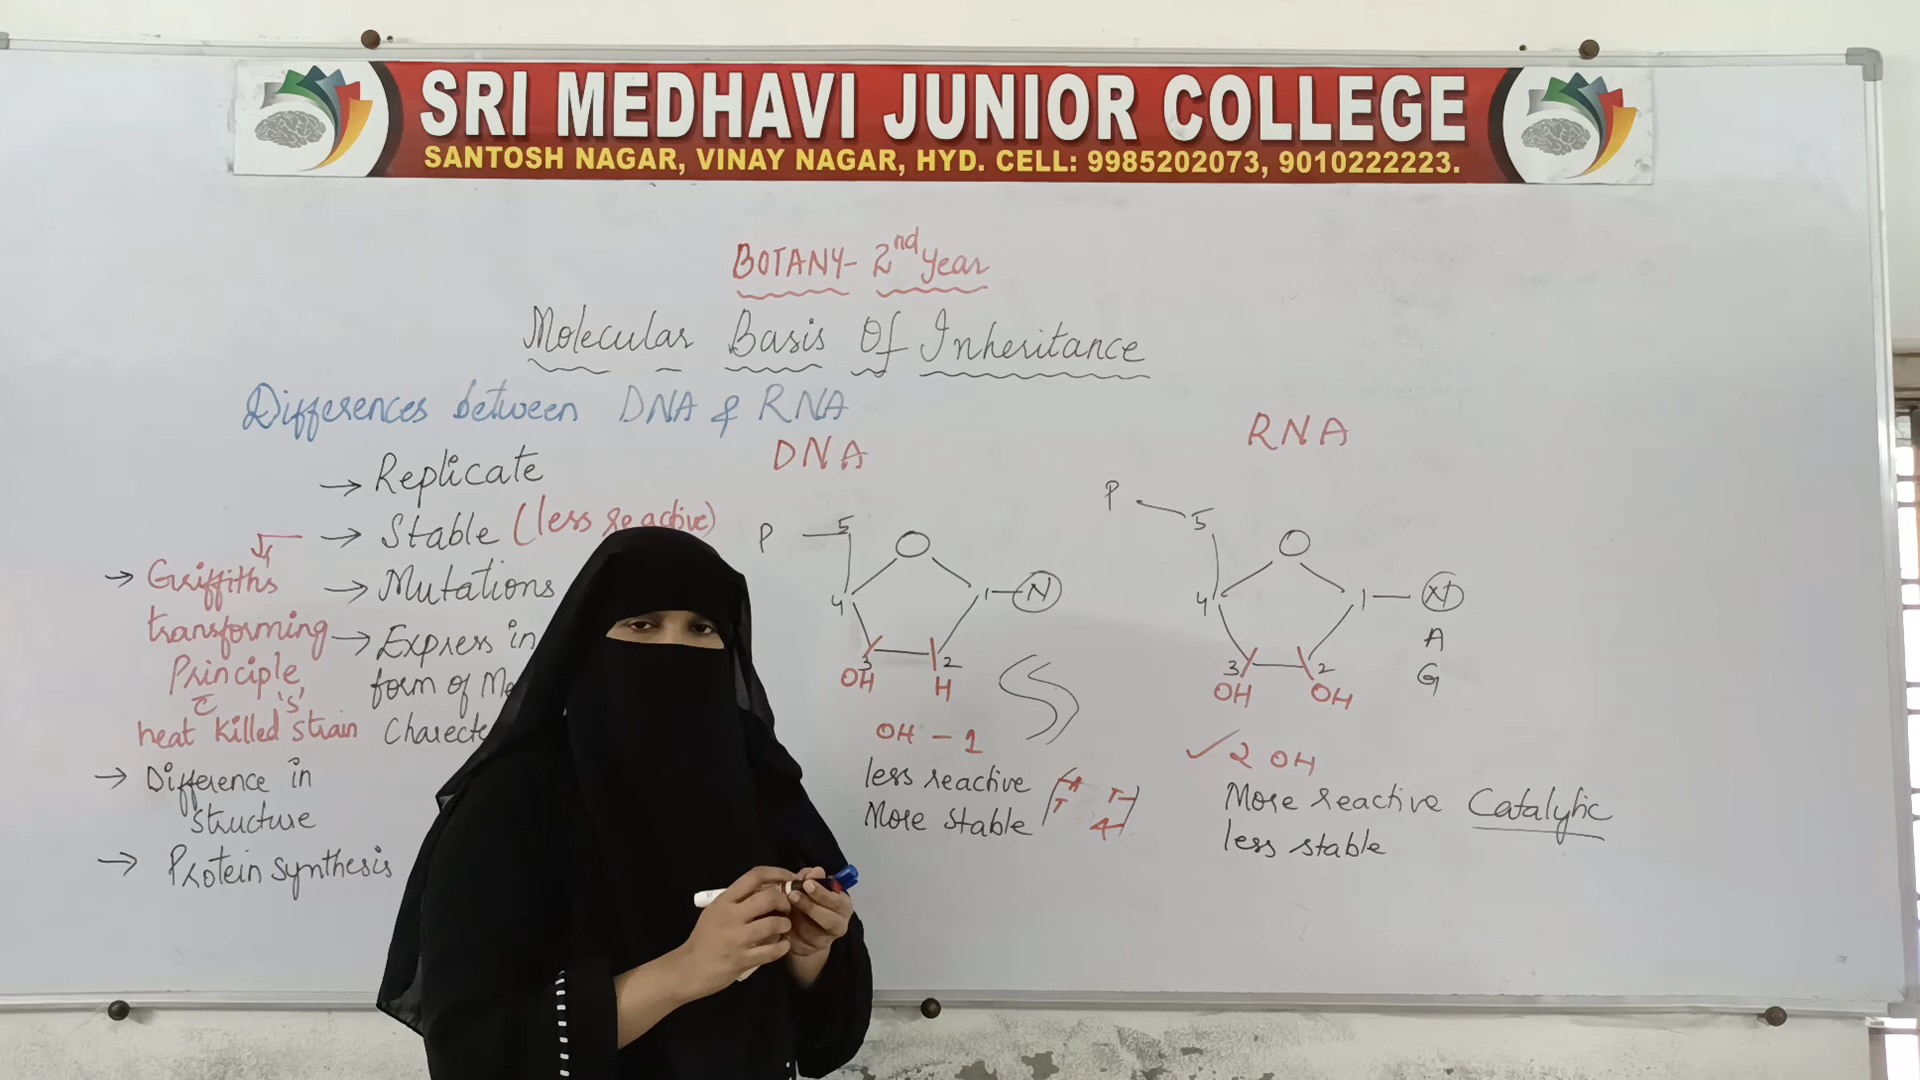 SRI MEDHAVI JUNIOR COLLEGE
SANTOSH NAGAR, VINAY NAGAR, HYD. CELL: 9985202073, 9010222223.
BOTANY- 2nd Year
Molecular Basis Of Inheritance
Differences between DNA & RNA
→ Replicate
→ Stable (less reactive)
→ Mutations
→ Express in
form of Me
Characte
→ Griffiths
transforming
Principle
c̄ 's'
heat killed strain
→ Difference in
structure
→ Protein synthesis
DNA
P 5
O
4 1 N
3 2
OH H
OH - 1
less reactive
More stable
A T
T A
RNA
P 5
O
4 1
A
G
3 2
OH OH
✓ 2 OH
More reactive Catalytic
less stable